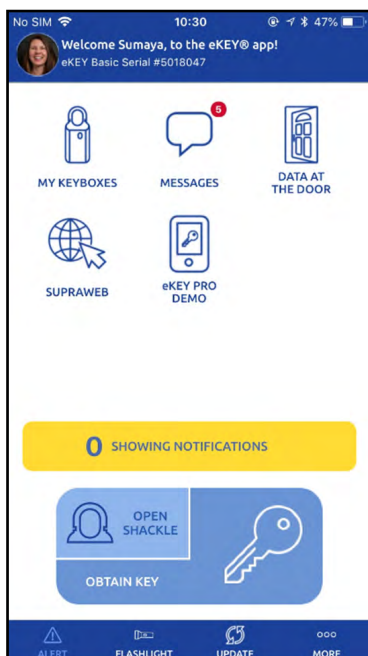 No SIM 10:30 47%
Welcome Sumaya, to the eKEY® app!
eKEY Basic Serial #5018047
5
MY KEYBOXES
MESSAGES
DATA AT
THE DOOR
SUPRAWEB
eKEY PRO
DEMO
0 SHOWING NOTIFICATIONS
OPEN
SHACKLE
OBTAIN KEY
ALERT FLASHLIGHT UPDATE MORE